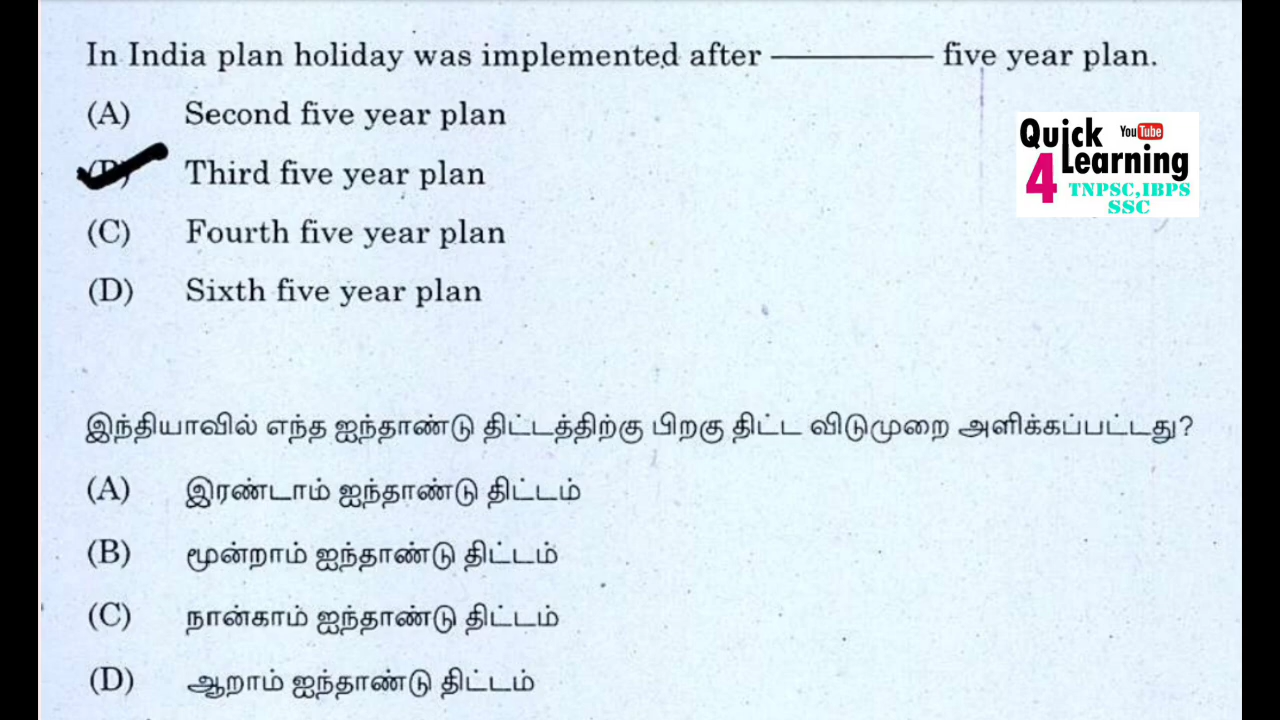 In India plan holiday was implemented after ———— five year plan.
(A) Second five year plan
(B) Third five year plan
(C) Fourth five year plan
(D) Sixth five year plan
Quick YouTube
4 Learning
TNPSC,IBPS
SSC
இந்தியாவில் எந்த ஐந்தாண்டு திட்டத்திற்கு பிறகு திட்ட விடுமுறை அளிக்கப்பட்டது?
(A) இரண்டாம் ஐந்தாண்டு திட்டம்
(B) மூன்றாம் ஐந்தாண்டு திட்டம்
(C) நான்காம் ஐந்தாண்டு திட்டம்
(D) ஆறாம் ஐந்தாண்டு திட்டம்